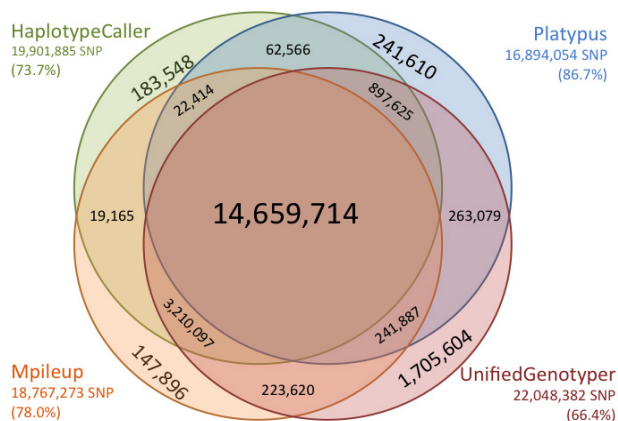 HaplotypeCaller
19,901,885 SNP
(73.7%)
Platypus
16,894,054 SNP
(86.7%)
62,566
241,610
183,548
22,414
897,625
19,165
14,659,714
263,079
3,210,097
241,887
147,896
223,620
1,705,604
Mpileup
18,767,273 SNP
(78.0%)
UnifiedGenotyper
22,048,382 SNP
(66.4%)